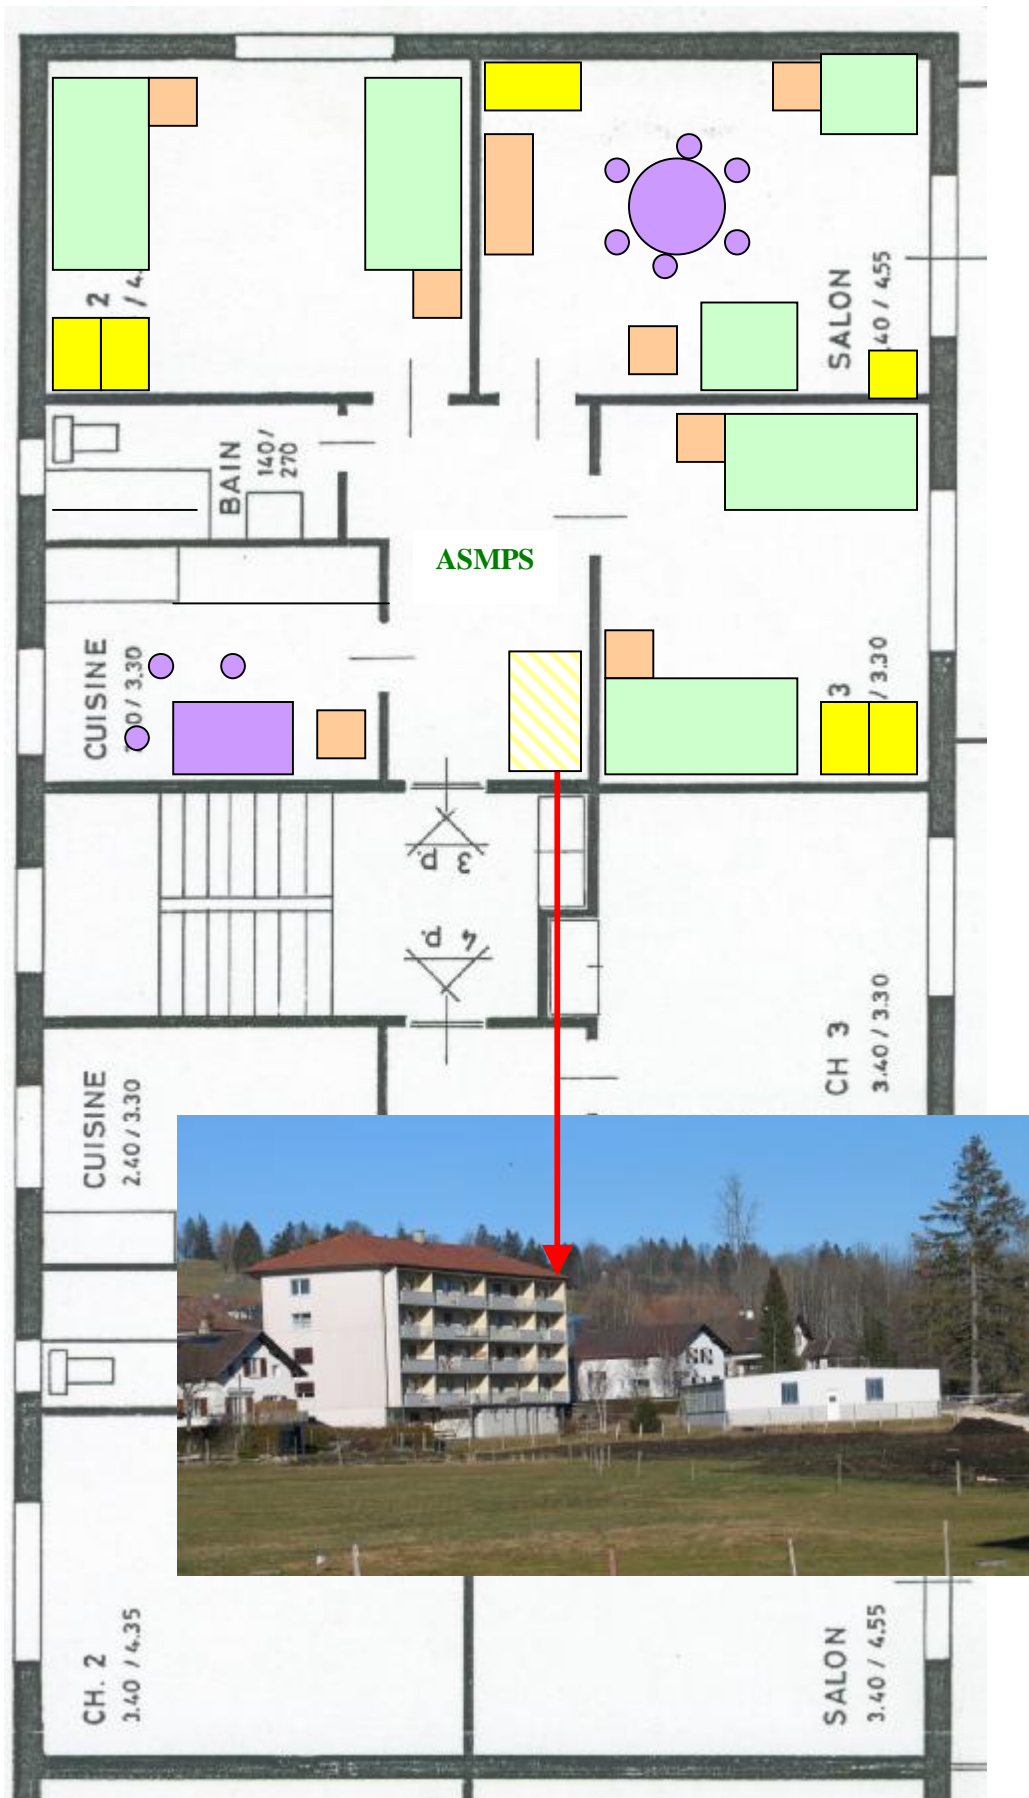 2
/ 4.
SALON
.40 / 4.55
BAIN
140/
270
ASMPS
CUISINE
0 / 3.30
3
/ 3.30
3 p.
4 p.
CH 3
3.40 / 3.30
CUISINE
2.40 / 3.30
CH. 2
3.40 / 4.35
SALON
3.40 / 4.55